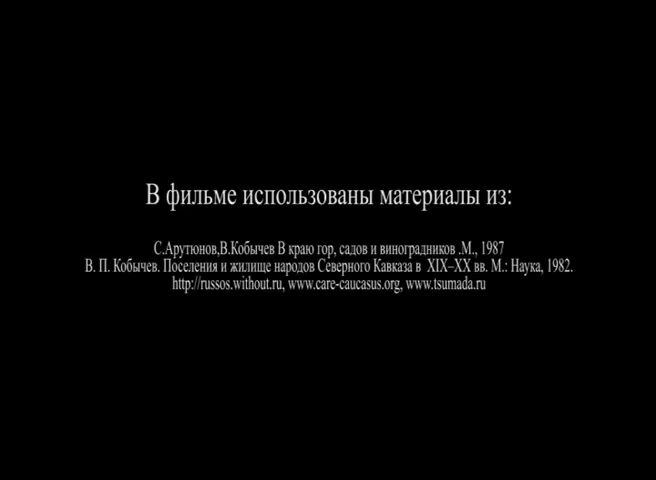 В фильме использованы материалы из:
С.Арутюнов,В.Кобычев В краю гор, садов и виноградников .М., 1987
В. П. Кобычев. Поселения и жилище народов Северного Кавказа в XIX–XX вв. М.: Наука, 1982.
http://russos.without.ru, www.care-caucasus.org, www.tsumada.ru